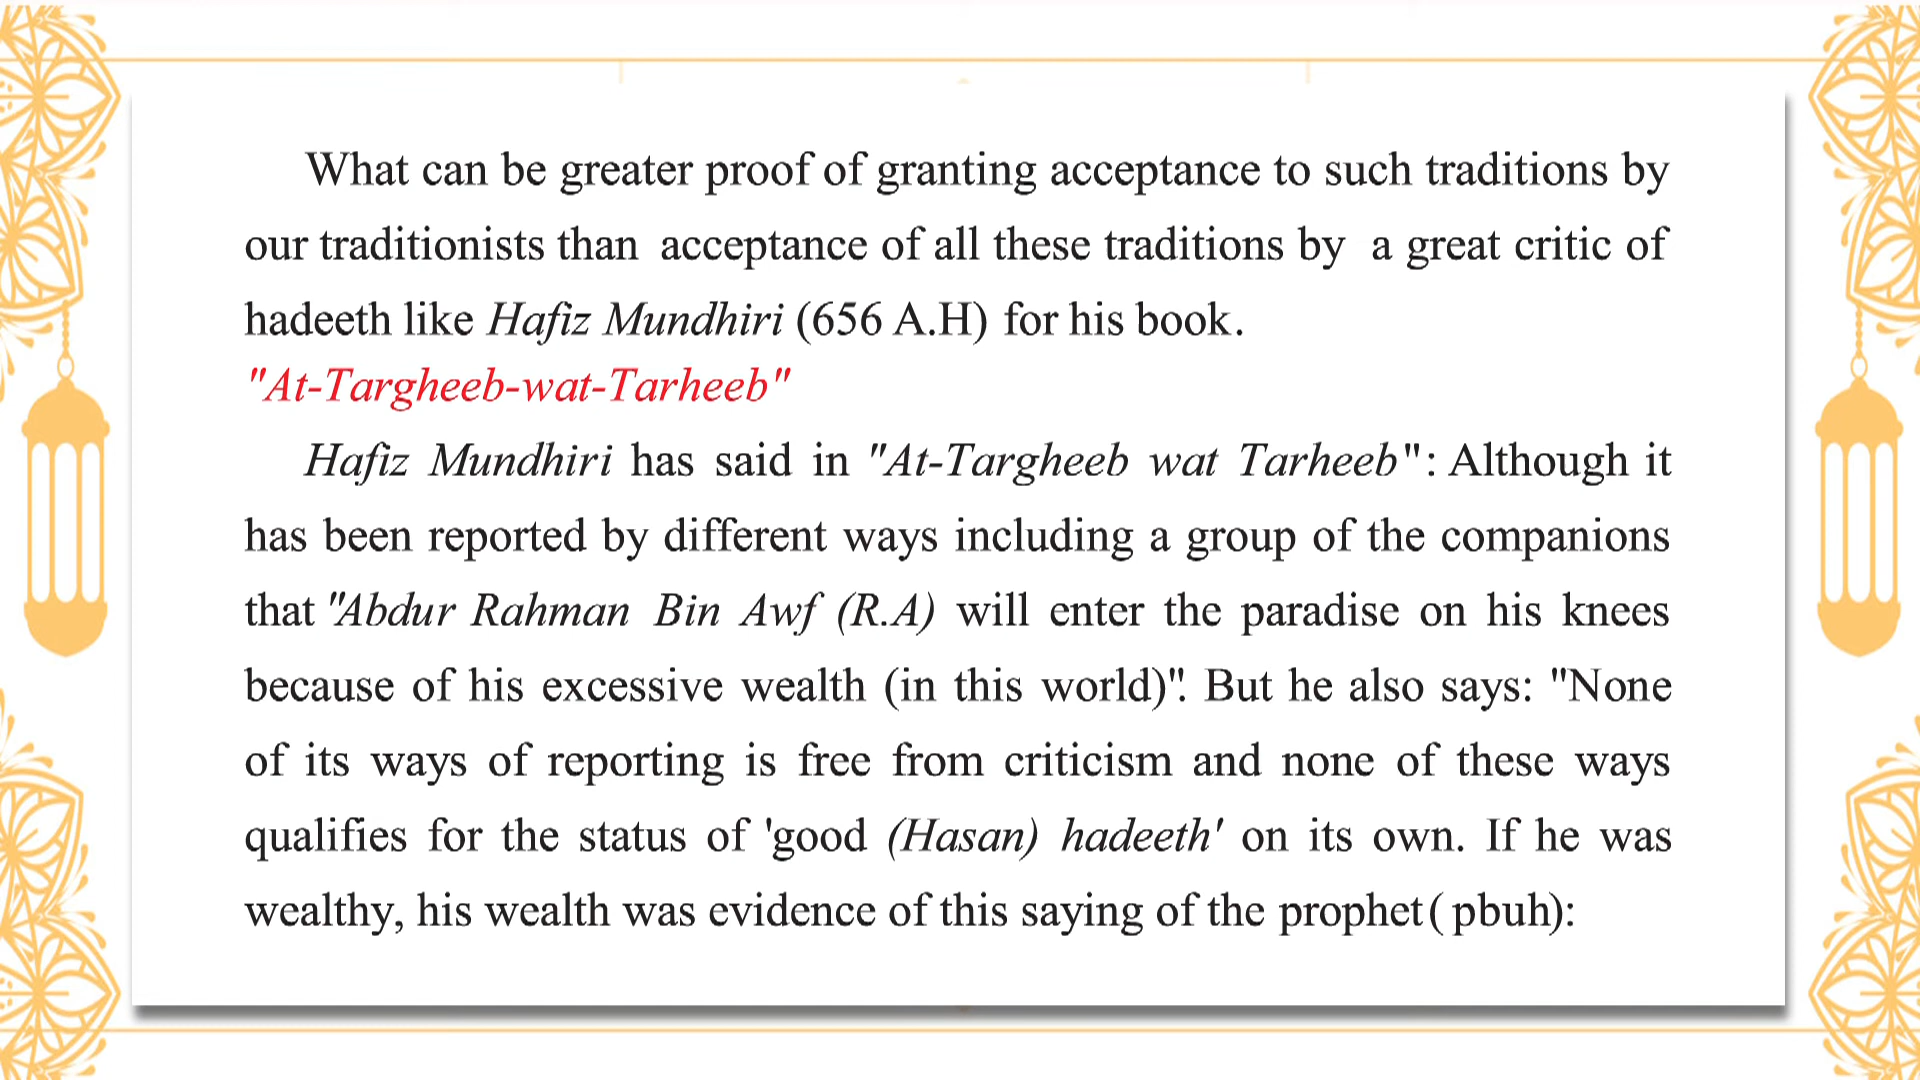 What can be greater proof of granting acceptance to such traditions by
our traditionists than acceptance of all these traditions by a great critic of
hadeeth like Hafiz Mundhiri (656 A.H) for his book.
"At-Targheeb-wat-Tarheeb"
Hafiz Mundhiri has said in "At-Targheeb wat Tarheeb": Although it
has been reported by different ways including a group of the companions
that "Abdur Rahman Bin Awf (R.A) will enter the paradise on his knees
because of his excessive wealth (in this world)". But he also says: "None
of its ways of reporting is free from criticism and none of these ways
qualifies for the status of 'good (Hasan) hadeeth' on its own. If he was
wealthy, his wealth was evidence of this saying of the prophet( pbuh):